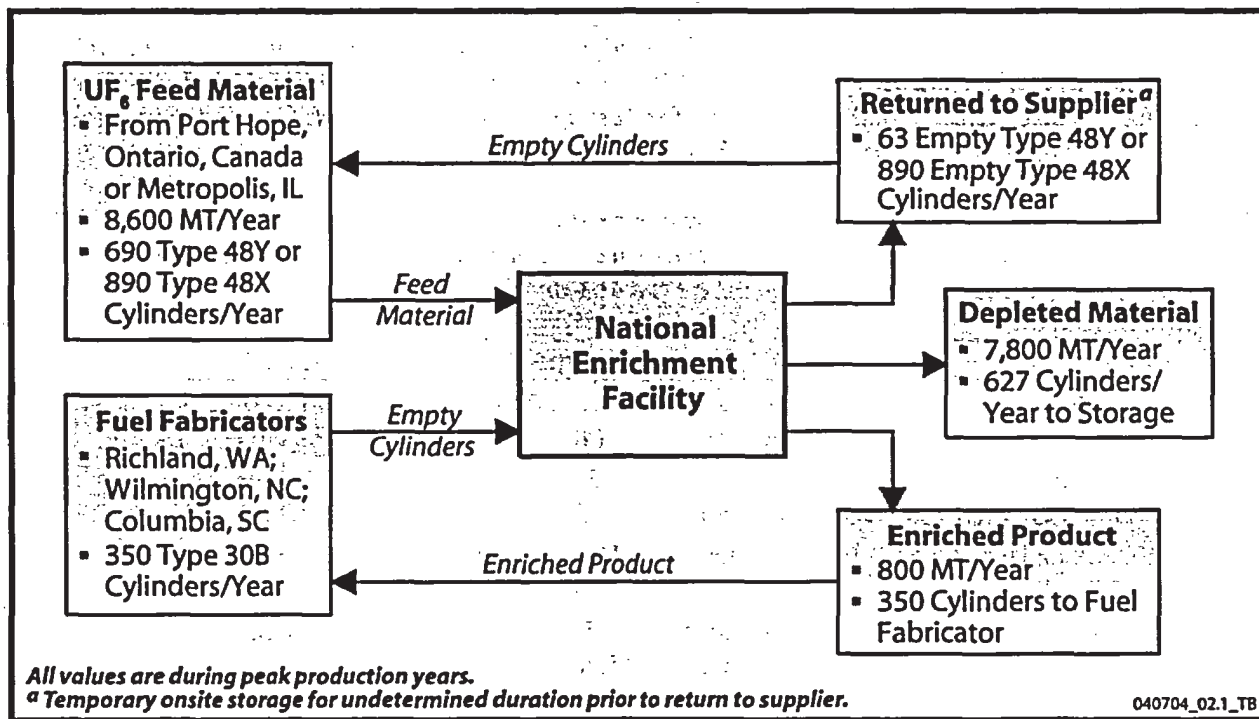 UF₆ Feed Material
▪ From Port Hope,
Ontario, Canada
or Metropolis, IL
▪ 8,600 MT/Year
▪ 690 Type 48Y or
890 Type 48X
Cylinders/Year
Empty Cylinders
Returned to Supplierᵃ
▪ 63 Empty Type 48Y or
890 Empty Type 48X
Cylinders/Year
Feed
Material
National
Enrichment
Facility
Depleted Material
▪ 7,800 MT/Year
▪ 627 Cylinders/
Year to Storage
Fuel Fabricators
▪ Richland, WA;
Wilmington, NC;
Columbia, SC
▪ 350 Type 30B
Cylinders/Year
Empty
Cylinders
Enriched Product
Enriched Product
▪ 800 MT/Year
▪ 350 Cylinders to Fuel
Fabricator
All values are during peak production years.
ᵃ Temporary onsite storage for undetermined duration prior to return to supplier.
040704_02.1_TB